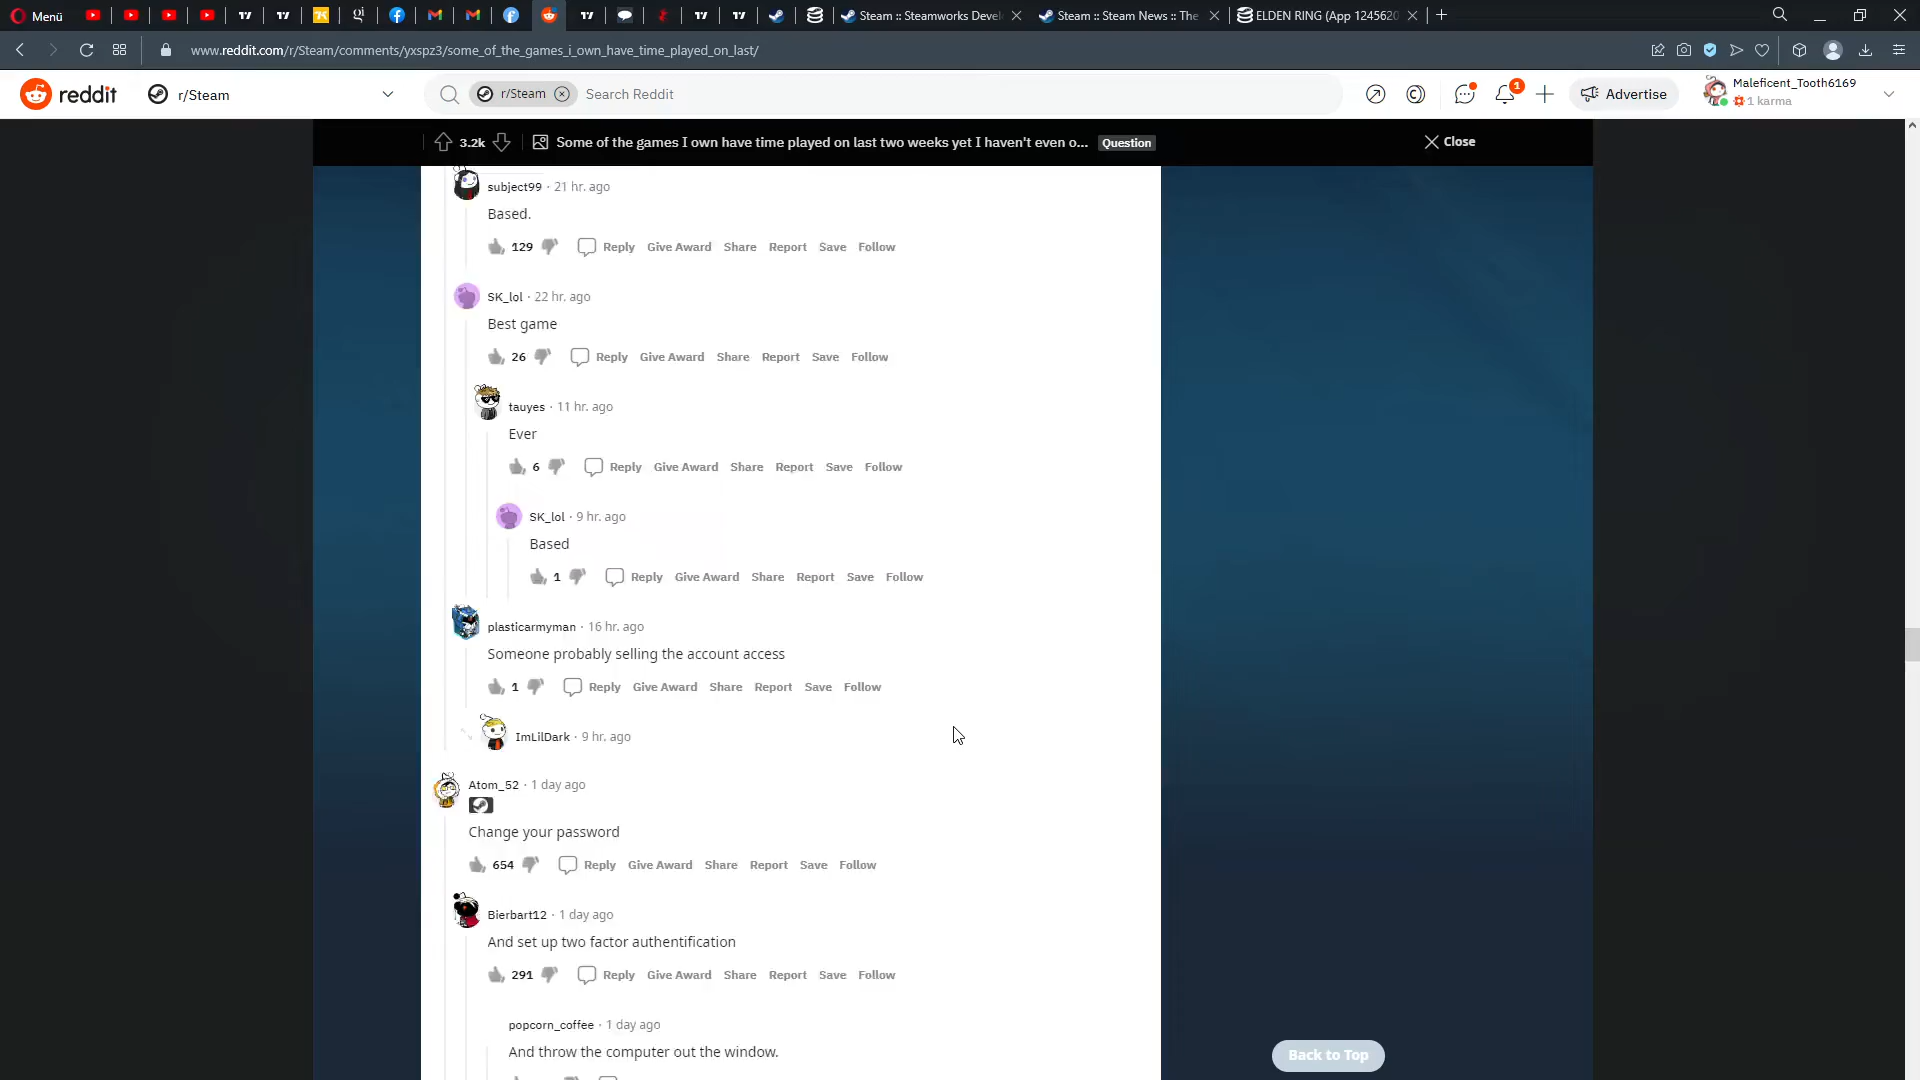 Menü
Steam :: Steamworks Devel
Steam :: Steam News :: The
ELDEN RING (App 1245620
www.reddit.com/r/Steam/comments/yxspz3/some_of_the_games_i_own_have_time_played_on_last/
reddit
r/Steam
r/Steam
Search Reddit
1
Advertise
Maleficent_Tooth6169
1 karma
3.2k
Some of the games I own have time played on last two weeks yet I haven't even o...
Question
Close
subject99 · 21 hr. ago
Based.
129 Reply Give Award Share Report Save Follow
SK_lol · 22 hr. ago
Best game
26 Reply Give Award Share Report Save Follow
tauyes · 11 hr. ago
Ever
6 Reply Give Award Share Report Save Follow
SK_lol · 9 hr. ago
Based
1 Reply Give Award Share Report Save Follow
plasticarmyman · 16 hr. ago
Someone probably selling the account access
1 Reply Give Award Share Report Save Follow
ImLilDark · 9 hr. ago
Atom_52 · 1 day ago
Change your password
654 Reply Give Award Share Report Save Follow
Bierbart12 · 1 day ago
And set up two factor authentification
291 Reply Give Award Share Report Save Follow
popcorn_coffee · 1 day ago
And throw the computer out the window.
Back to Top